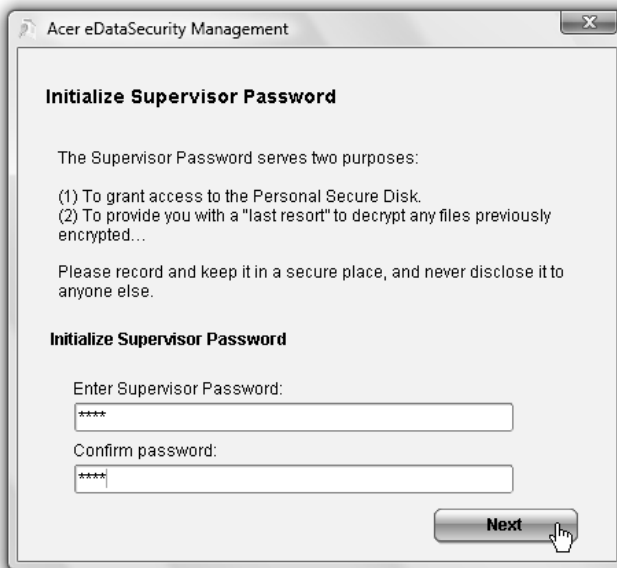 Acer eDataSecurity Management
Initialize Supervisor Password
The Supervisor Password serves two purposes:
(1) To grant access to the Personal Secure Disk.
(2) To provide you with a "last resort" to decrypt any files previously
encrypted...
Please record and keep it in a secure place, and never disclose it to
anyone else.
Initialize Supervisor Password
Enter Supervisor Password:
****
Confirm password:
****
Next